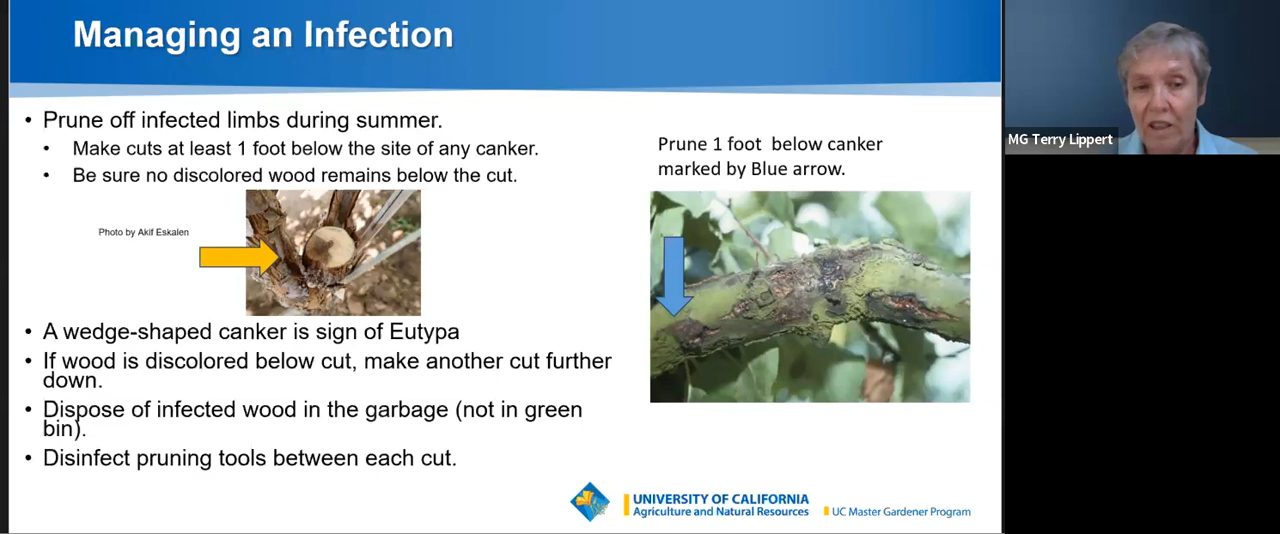 Managing an Infection
• Prune off infected limbs during summer.
• Make cuts at least 1 foot below the site of any canker.
• Be sure no discolored wood remains below the cut.
Photo by Akif Eskalen
• A wedge-shaped canker is sign of Eutypa
• If wood is discolored below cut, make another cut further
down.
• Dispose of infected wood in the garbage (not in green
bin).
• Disinfect pruning tools between each cut.
Prune 1 foot below canker
marked by Blue arrow.
UNIVERSITY OF CALIFORNIA
Agriculture and Natural Resources
UC Master Gardener Program
MG Terry Lippert